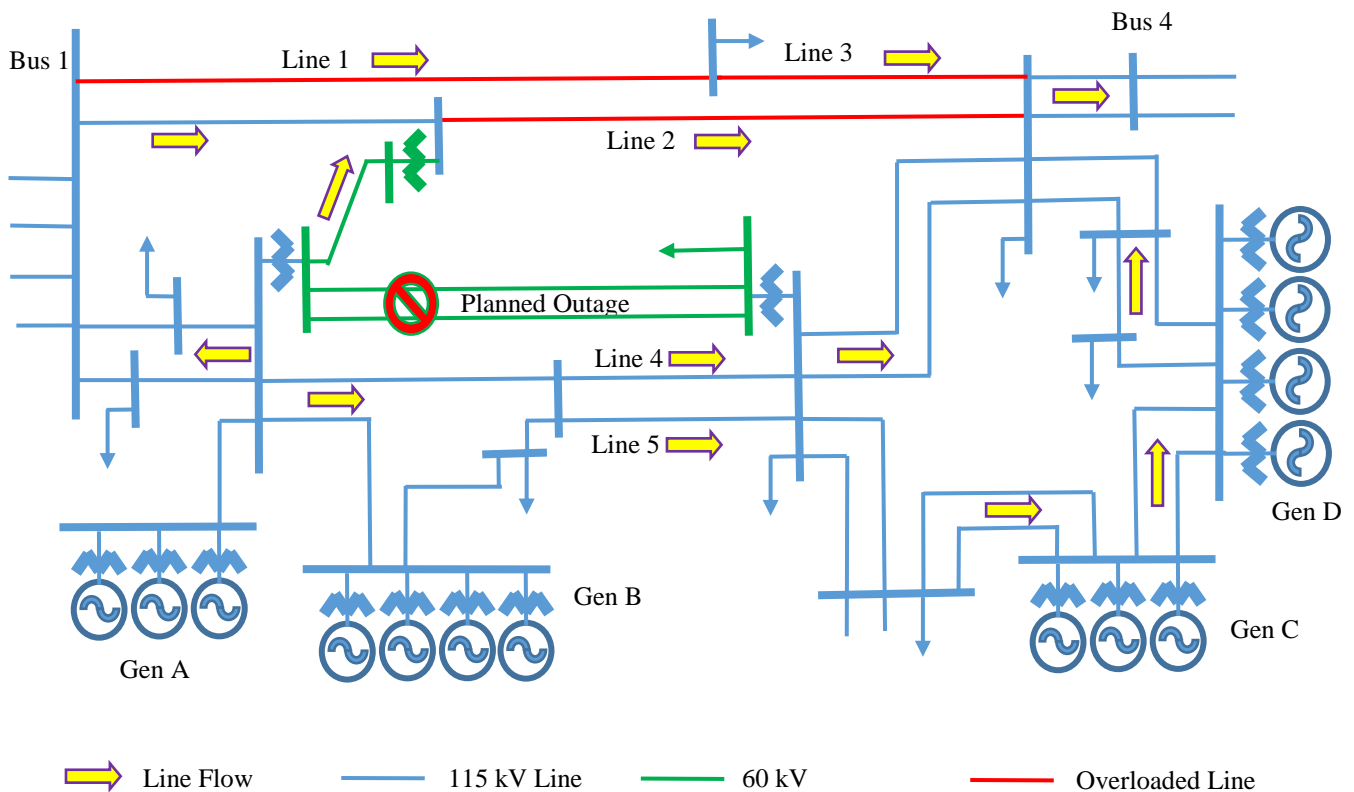 Bus 4
Bus 1
Line 1
Line 3
Line 2
Planned Outage
Line 4
Line 5
Gen D
Gen B
Gen C
Gen A
Line Flow
115 kV Line
60 kV
Overloaded Line